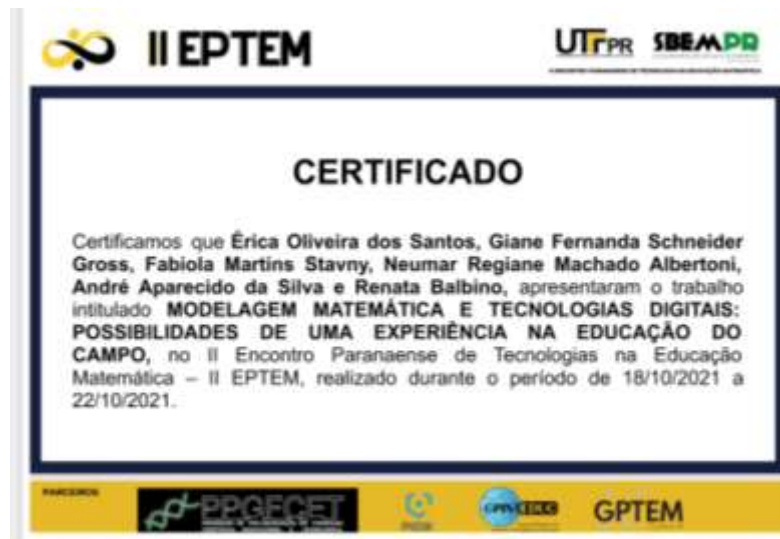 II EPTEM
UTFPR SBEMPR
CERTIFICADO
Certificamos que Érica Oliveira dos Santos, Giane Fernanda Schneider
Gross, Fabiola Martins Stavny, Neumar Regiane Machado Albertoni,
André Aparecido da Silva e Renata Balbino, apresentaram o trabalho
intitulado MODELAGEM MATEMÁTICA E TECNOLOGIAS DIGITAIS:
POSSIBILIDADES DE UMA EXPERIÊNCIA NA EDUCAÇÃO DO
CAMPO, no II Encontro Paranaense de Tecnologias na Educação
Matemática – II EPTEM, realizado durante o período de 18/10/2021 a
22/10/2021.
PARCEIROS
PPGFCET
GPTEM